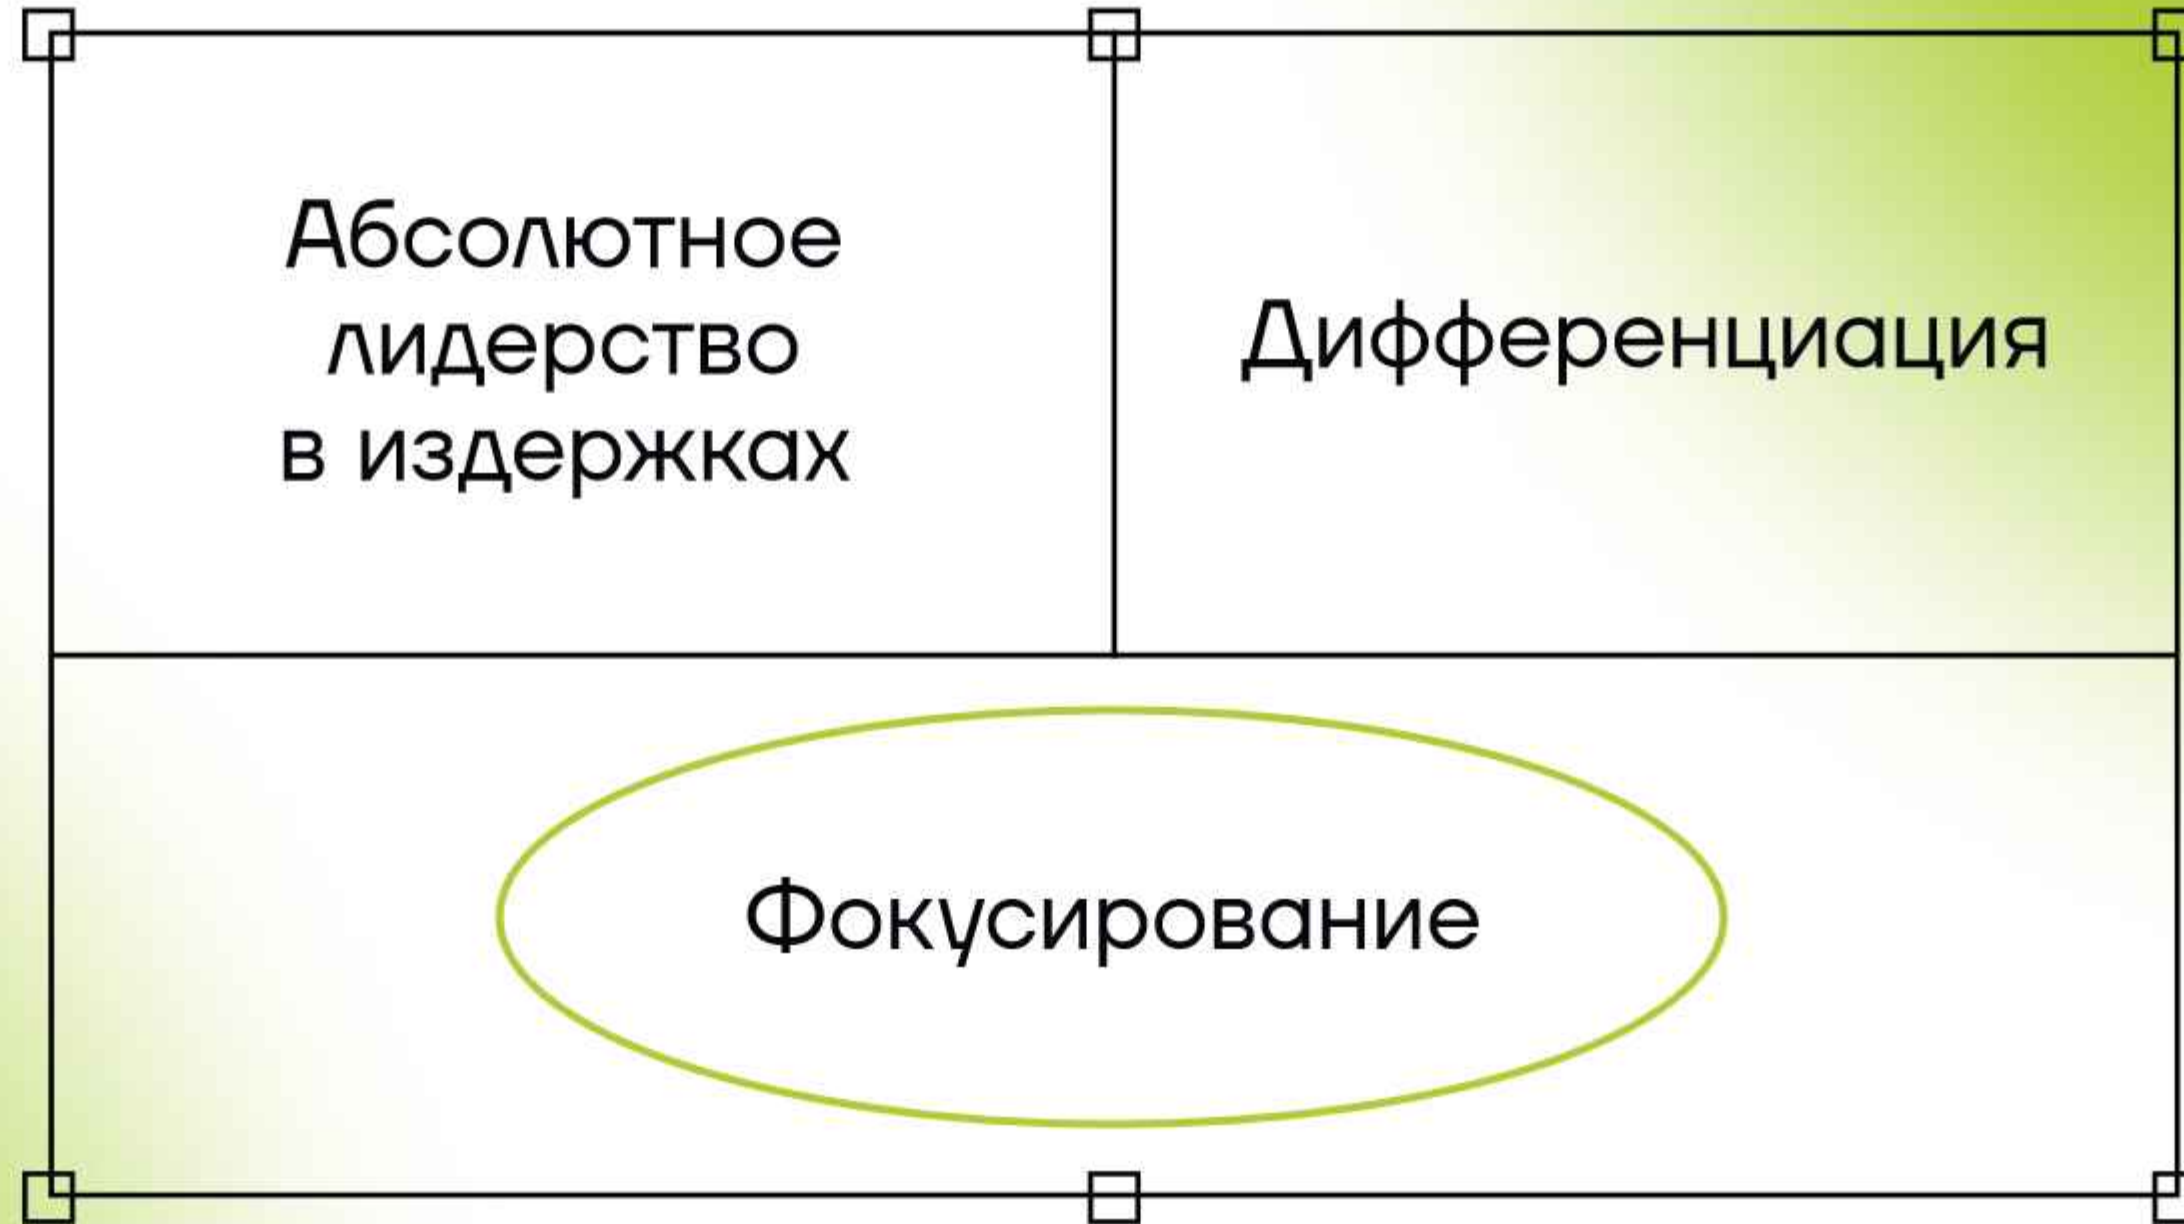 Абсолютное
лидерство
в издержках
Дифференциация
Фокусирование